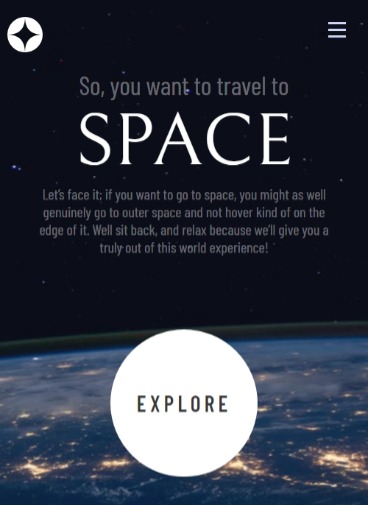 So, you want to travel to
SPACE
Let's face it; if you want to go to space, you might as well
genuinely go to outer space and not hover kind of on the
edge of it. Well sit back, and relax because we'll give you a
truly out of this world experience!
EXPLORE